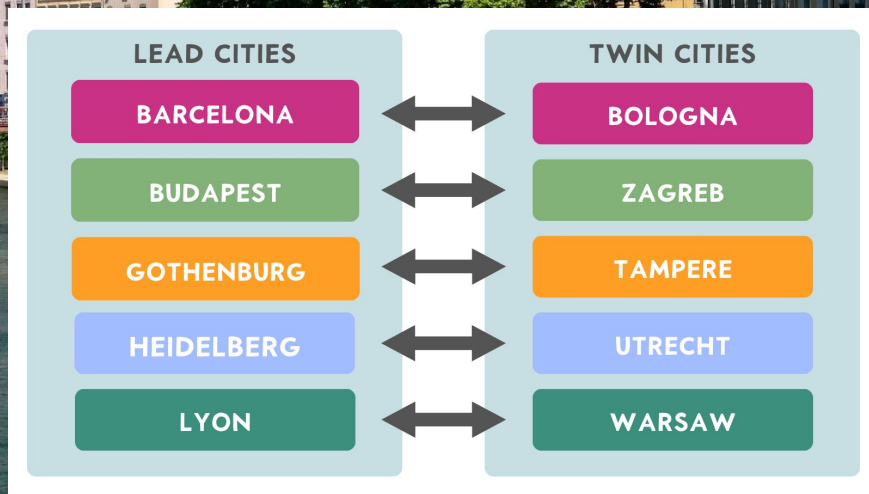 LEAD CITIES
BARCELONA
BUDAPEST
GOTHENBURG
HEIDELBERG
LYON
TWIN CITIES
BOLOGNA
ZAGREB
TAMPERE
UTRECHT
WARSAW